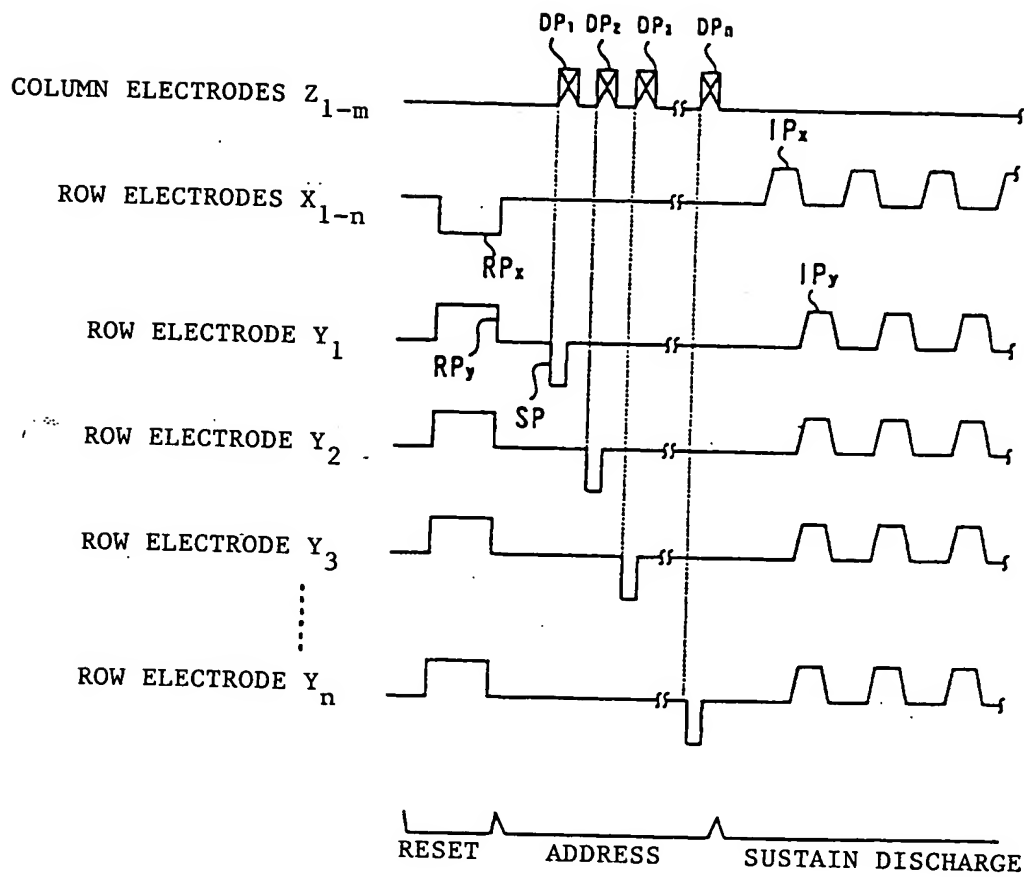 DP₁ DP₂ DP₃ DPₙ
COLUMN ELECTRODES Z₁₋ₘ
IPₓ
ROW ELECTRODES X₁₋ₙ
RPₓ
IPy
ROW ELECTRODE Y₁
RPy
SP
ROW ELECTRODE Y₂
ROW ELECTRODE Y₃
ROW ELECTRODE Yₙ
RESET ADDRESS SUSTAIN DISCHARGE